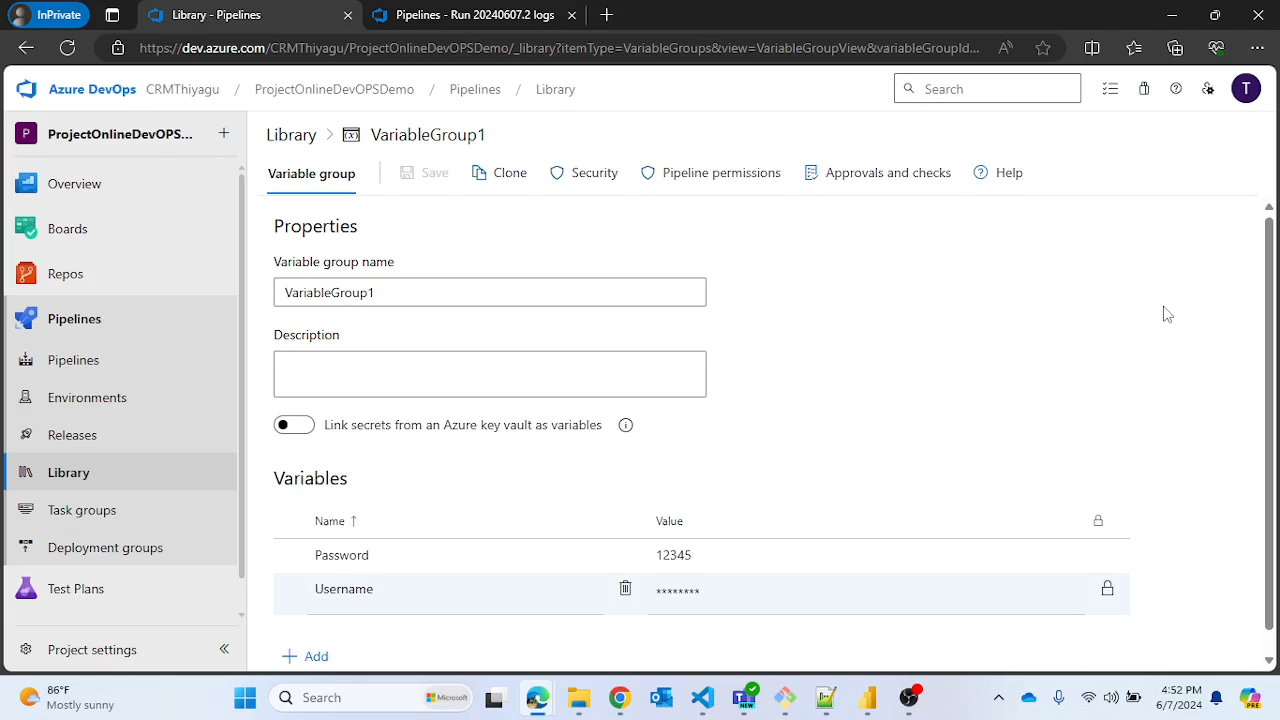 InPrivate
Library - Pipelines
Pipelines - Run 20240607.2 logs
https://dev.azure.com/CRMThiyagu/ProjectOnlineDevOPSDemo/_library?itemType=VariableGroups&view=VariableGroupView&variableGroupId...
Azure DevOps CRMThiyagu / ProjectOnlineDevOPSDemo / Pipelines / Library
Search
T
P ProjectOnlineDevOPS... +
Overview
Boards
Repos
Pipelines
Pipelines
Environments
Releases
Library
Task groups
Deployment groups
Test Plans
Project settings
Library > VariableGroup1
Variable group
Save
Clone
Security
Pipeline permissions
Approvals and checks
Help
Properties
Variable group name
VariableGroup1
Description
Link secrets from an Azure key vault as variables
Variables
Name ↑ Value
Password 12345
Username ********
+ Add
86°F
Mostly sunny
Search
Microsoft
NEW
4:52 PM
6/7/2024
PRE